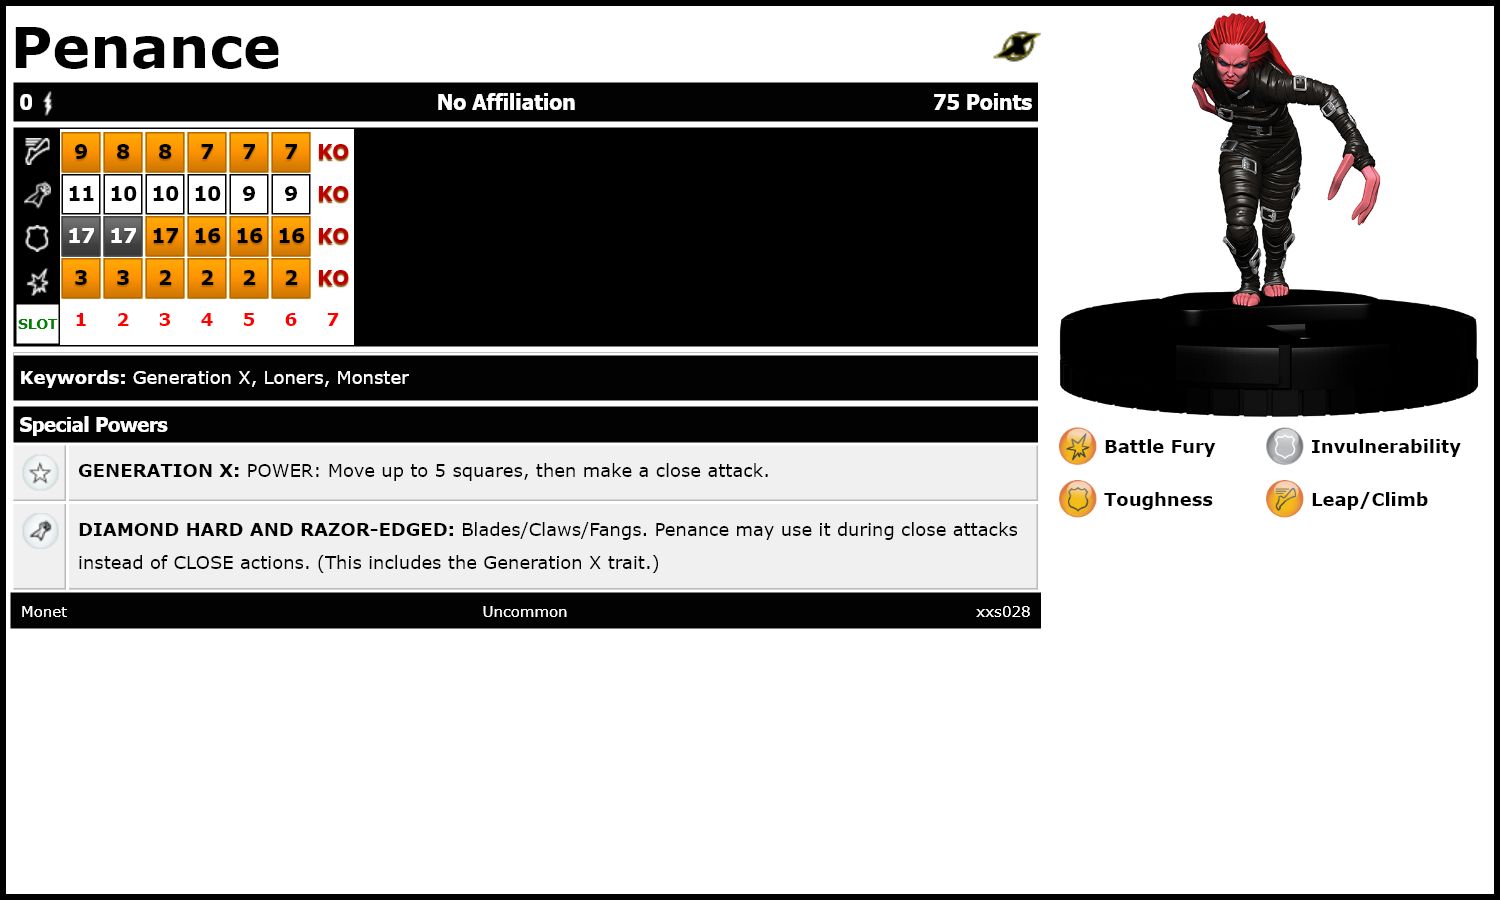 Penance
0 No Affiliation 75 Points
9 8 8 7 7 7 KO
11 10 10 10 9 9 KO
17 17 17 16 16 16 KO
3 3 2 2 2 2 KO
SLOT 1 2 3 4 5 6 7
Keywords: Generation X, Loners, Monster
Special Powers
GENERATION X: POWER: Move up to 5 squares, then make a close attack.
DIAMOND HARD AND RAZOR-EDGED: Blades/Claws/Fangs. Penance may use it during close attacks
instead of CLOSE actions. (This includes the Generation X trait.)
Monet Uncommon xxs028
Battle Fury Invulnerability
Toughness Leap/Climb